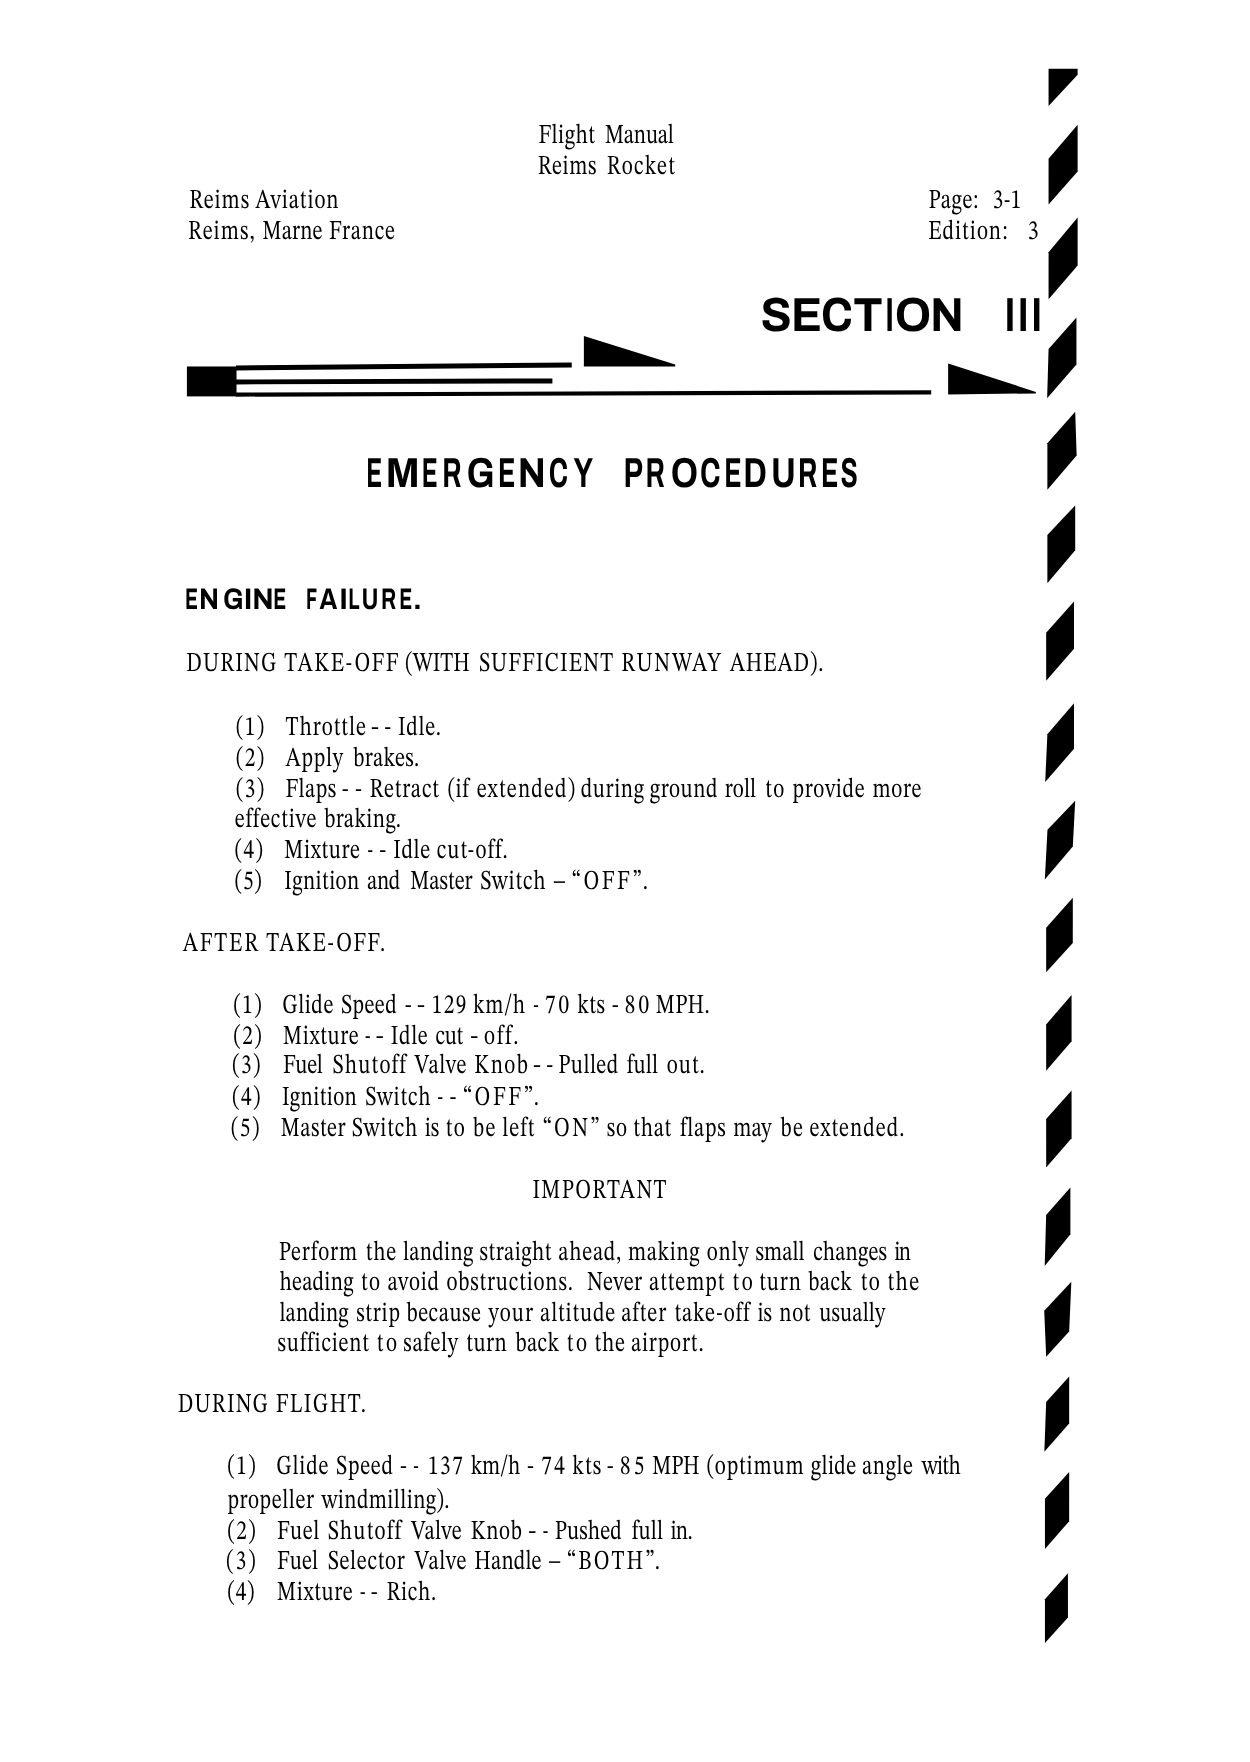 Flight Manual
Reims Rocket
Reims Aviation
Page: 3-1
Reims, Marne France
Edition: 3
SECTION III
EMERGENCY PROCEDURES
ENGINE FAILURE.
DURING TAKE-OFF (WITH SUFFICIENT RUNWAY AHEAD).
(1) Throttle - - Idle.
(2) Apply brakes.
(3) Flaps - - Retract (if extended) during ground roll to provide more
effective braking.
(4) Mixture - - Idle cut-off.
(5) Ignition and Master Switch – “OFF”.
AFTER TAKE-OFF.
(1) Glide Speed - - 129 km/h - 70 kts - 80 MPH.
(2) Mixture - - Idle cut - off.
(3) Fuel Shutoff Valve Knob - - Pulled full out.
(4) Ignition Switch - - “OFF”.
(5) Master Switch is to be left “ON” so that flaps may be extended.
IMPORTANT
Perform the landing straight ahead, making only small changes in
heading to avoid obstructions. Never attempt to turn back to the
landing strip because your altitude after take-off is not usually
sufficient to safely turn back to the airport.
DURING FLIGHT.
(1) Glide Speed - - 137 km/h - 74 kts - 85 MPH (optimum glide angle with
propeller windmilling).
(2) Fuel Shutoff Valve Knob - - Pushed full in.
(3) Fuel Selector Valve Handle – “BOTH”.
(4) Mixture - - Rich.